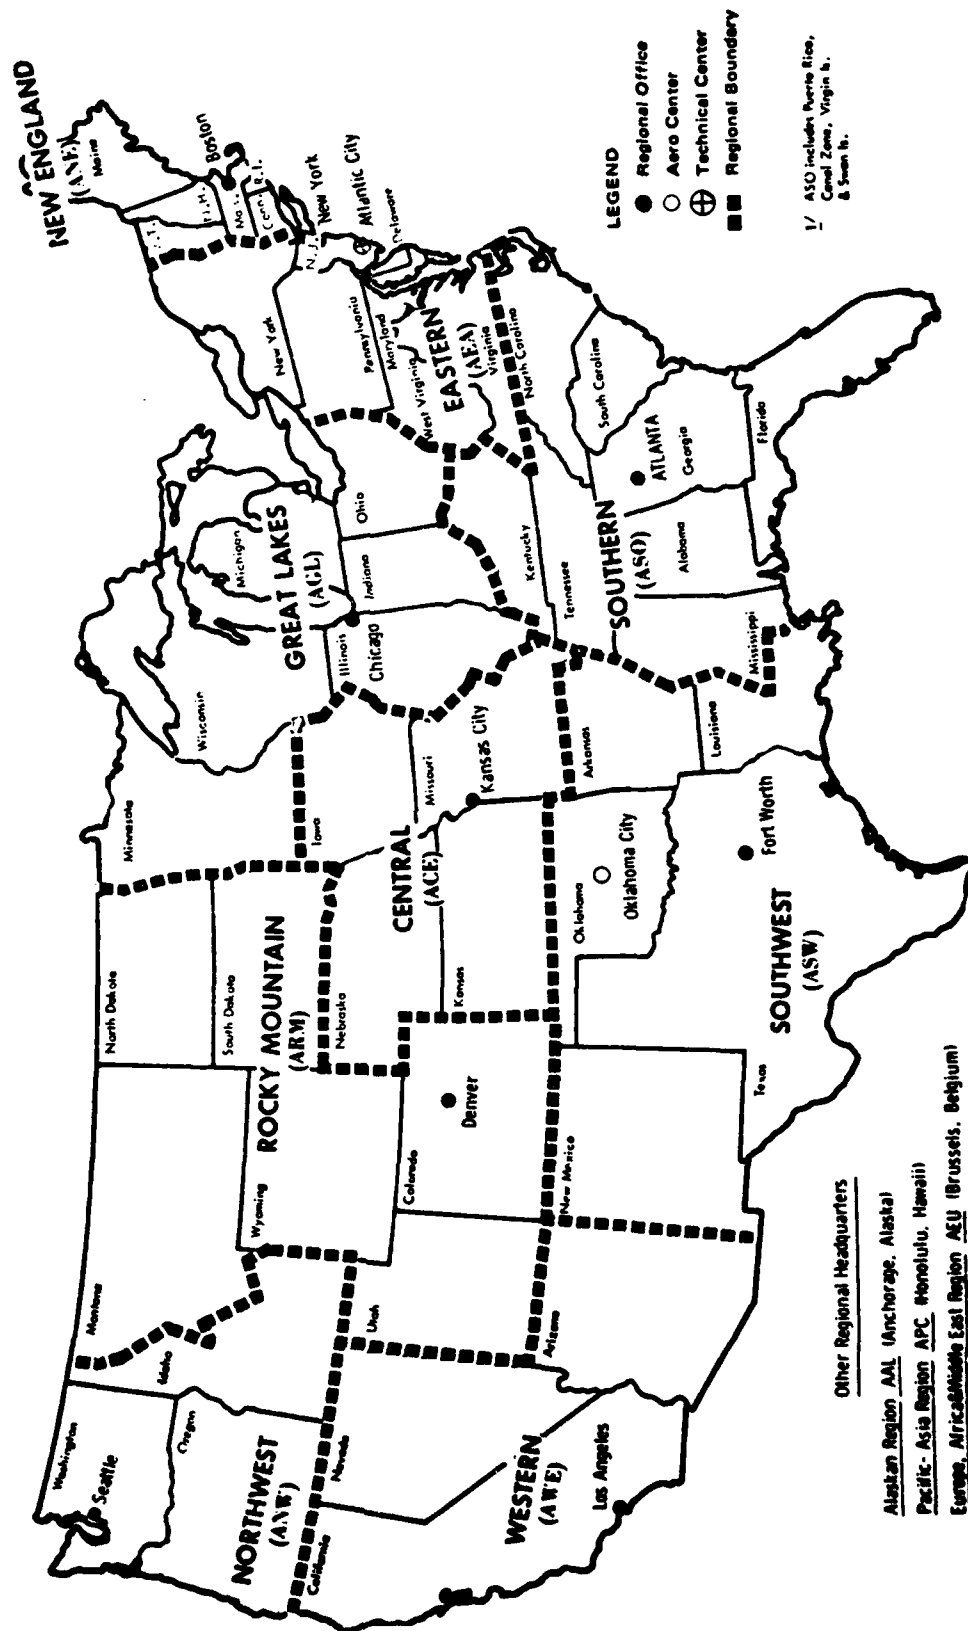 NEW ENGLAND
(ANE)
Maine
N.H.
Boston
Conn.
R.I.
New York
N.J.
New York
Atlantic City
Delaware
Pennsylvania
Maryland
West Virginia
EASTERN
(AEA)
Virginia
North Carolina
South Carolina
ATLANTA
Georgia
Florida
SOUTHERN
(ASO)
Alabama
Kentucky
Tennessee
Mississippi
GREAT LAKES
(AGL)
Michigan
Ohio
Indiana
Illinois
Chicago
Wisconsin
Minnesota
Iowa
Missouri
Kansas City
CENTRAL
(ACE)
Nebraska
Kansas
Arkansas
Louisiana
Oklahoma
Oklahoma City
Fort Worth
SOUTHWEST
(ASW)
Texas
New Mexico
North Dakota
South Dakota
ROCKY MOUNTAIN
(ARM)
Wyoming
Montana
Colorado
Denver
Utah
Idaho
Washington
Seattle
Oregon
NORTHWEST
(ANW)
Nevada
California
WESTERN
(AWE)
Los Angeles
Arizona
LEGEND
Regional Office
Aero Center
Technical Center
Regional Boundary
1/ ASO includes Puerto Rico,
Canal Zone, Virgin Is.
& Swan Is.
Other Regional Headquarters
Alaskan Region AAL (Anchorage, Alaska)
Pacific- Asia Region APC (Honolulu, Hawaii)
Europe, Africa&Middle East Region AEU (Brussels, Belgium)